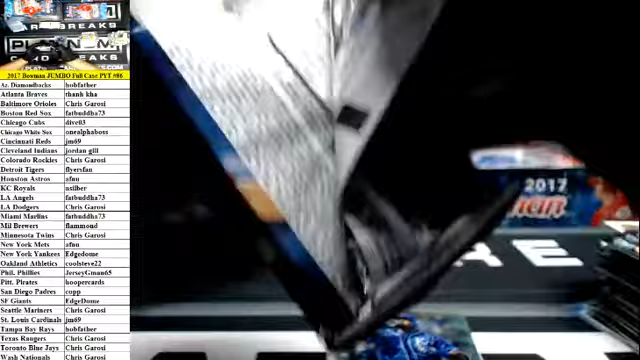 2017 Bowman JUMBO Full Case PYT #86
Az. Diamondbacks hobfather
Atlanta Braves thanh kha
Baltimore Orioles Chris Garosi
Boston Red Sox fatbuddha73
Chicago Cubs dive03
Chicago White Sox onealphaboss
Cincinnati Reds jm69
Cleveland Indians jordan gill
Colorado Rockies Chris Garosi
Detroit Tigers flyersfan
Houston Astros afnu
KC Royals nsilber
LA Angels fatbuddha73
LA Dodgers Chris Garosi
Miami Marlins fatbuddha73
Mil Brewers flammond
Minnesota Twins Chris Garosi
New York Mets afnu
New York Yankees Edgedome
Oakland Athletics coolsteve22
Phil. Phillies JerseyGman65
Pitt. Pirates hoopercards
San Diego Padres copp
SF Giants EdgeDome
Seattle Mariners Chris Garosi
St. Louis Cardinals jm69
Tampa Bay Rays hobfather
Texas Rangers Chris Garosi
Toronto Blue Jays Chris Garosi
Wash Nationals Chris Garosi
2017